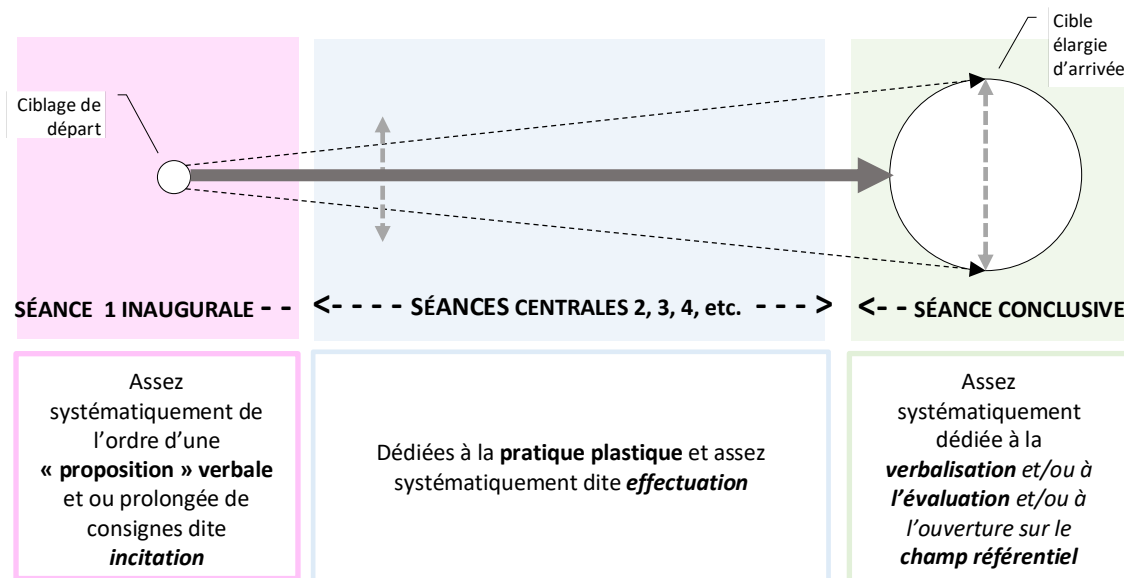 Cible
élargie
d’arrivée
Ciblage de
départ
SÉANCE 1 INAUGURALE - -
<- - - - SÉANCES CENTRALES 2, 3, 4, etc. - - - ->
<- - SÉANCE CONCLUSIVE
Assez
systématiquement de
l’ordre d’une
« proposition » verbale
et ou prolongée de
consignes dite
incitation
Dédiées à la pratique plastique et assez
systématiquement dite effectuation
Assez
systématiquement
dédiée à la
verbalisation et/ou à
l’évaluation et/ou à
l’ouverture sur le
champ référentiel